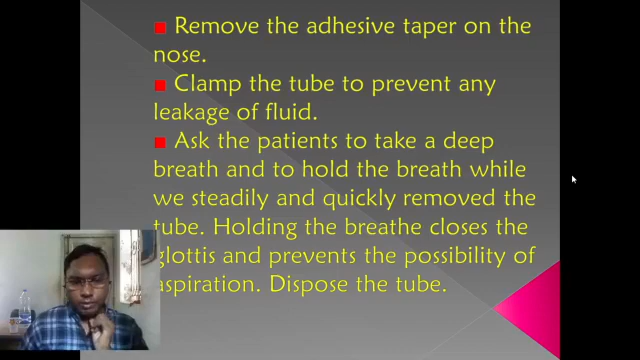 Remove the adhesive taper on the
nose.
Clamp the tube to prevent any
leakage of fluid.
Ask the patients to take a deep
breath and to hold the breath while
we steadily and quickly removed the
tube. Holding the breathe closes the
glottis and prevents the possibility of
aspiration. Dispose the tube.